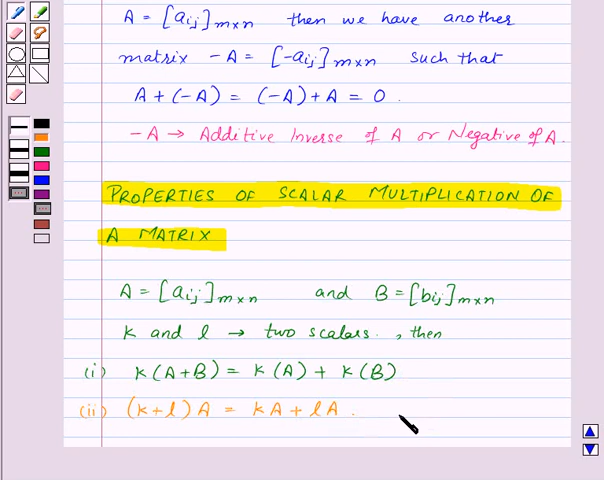 A = [aij]m×n then we have another
matrix -A = [-aij]m×n such that
A + (-A) = (-A) + A = 0.
-A → Additive Inverse of A or Negative of A.
PROPERTIES OF SCALAR MULTIPLICATION OF
A MATRIX
A = [aij]m×n and B = [bij]m×n
k and l → two scalars., then
(i) k(A+B) = k(A) + k(B)
(ii) (k+l)A = kA + lA.